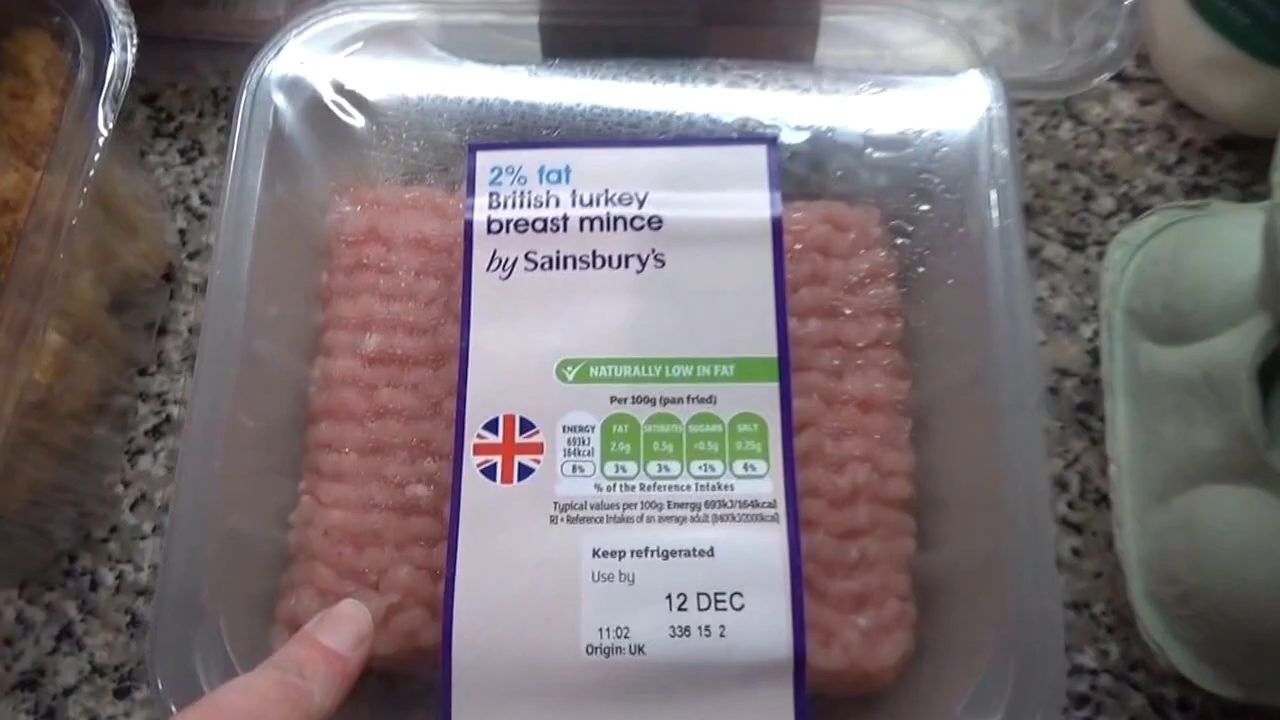 2% fat
British turkey
breast mince
by Sainsbury's
NATURALLY LOW IN FAT
Per 100g (pan fried)
ENERGY FAT SATURATES SUGARS SALT
693kJ 2.0g 0.5g <0.5g 0.25g
164kcal
8% 3% 3% <1% 4%
% of the Reference Intakes
Typical values per 100g: Energy 693kJ/164kcal
RI = Reference Intakes of an average adult (8400kJ/2000kcal)
Keep refrigerated
Use by
12 DEC
11:02 336 15 2
Origin: UK